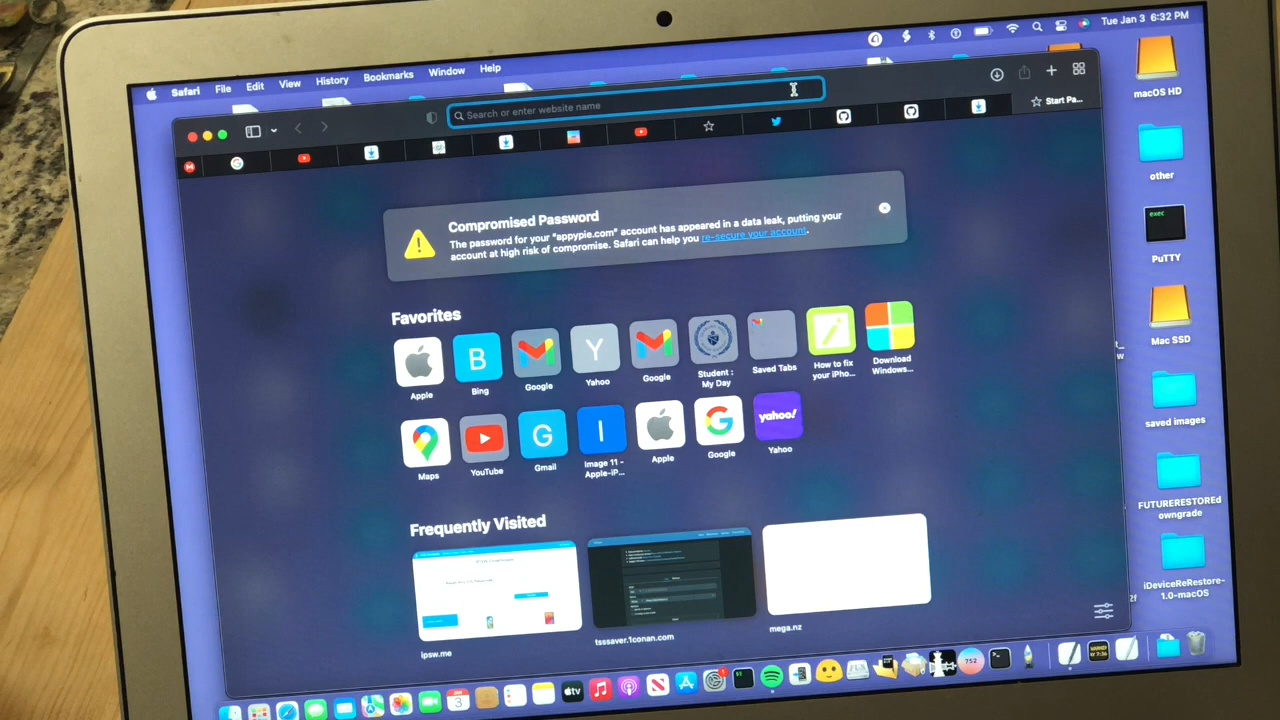 Safari File Edit View History Bookmarks Window Help Tue Jan 3 6:32 PM
Search or enter website name
Start Pa...
Compromised Password
The password for your "appypie.com" account has appeared in a data leak, putting your
account at high risk of compromise. Safari can help you re-secure your account.
Favorites
Apple
B
Bing
Google
Y
Yahoo
Google
Student :
My Day
Saved Tabs
How to fix
your iPho...
Download
Windows...
Maps
YouTube
G
Gmail
I
Image 11 -
Apple-iP...
Apple
Google
yahoo!
Yahoo
Frequently Visited
ipsw.me
tsssaver.1conan.com
mega.nz
macOS HD
other
exec
PuTTY
Mac SSD
saved images
FUTURERESTOREd
owngrade
iDeviceReRestore-
1.0-macOS
JAN
3
tv
752